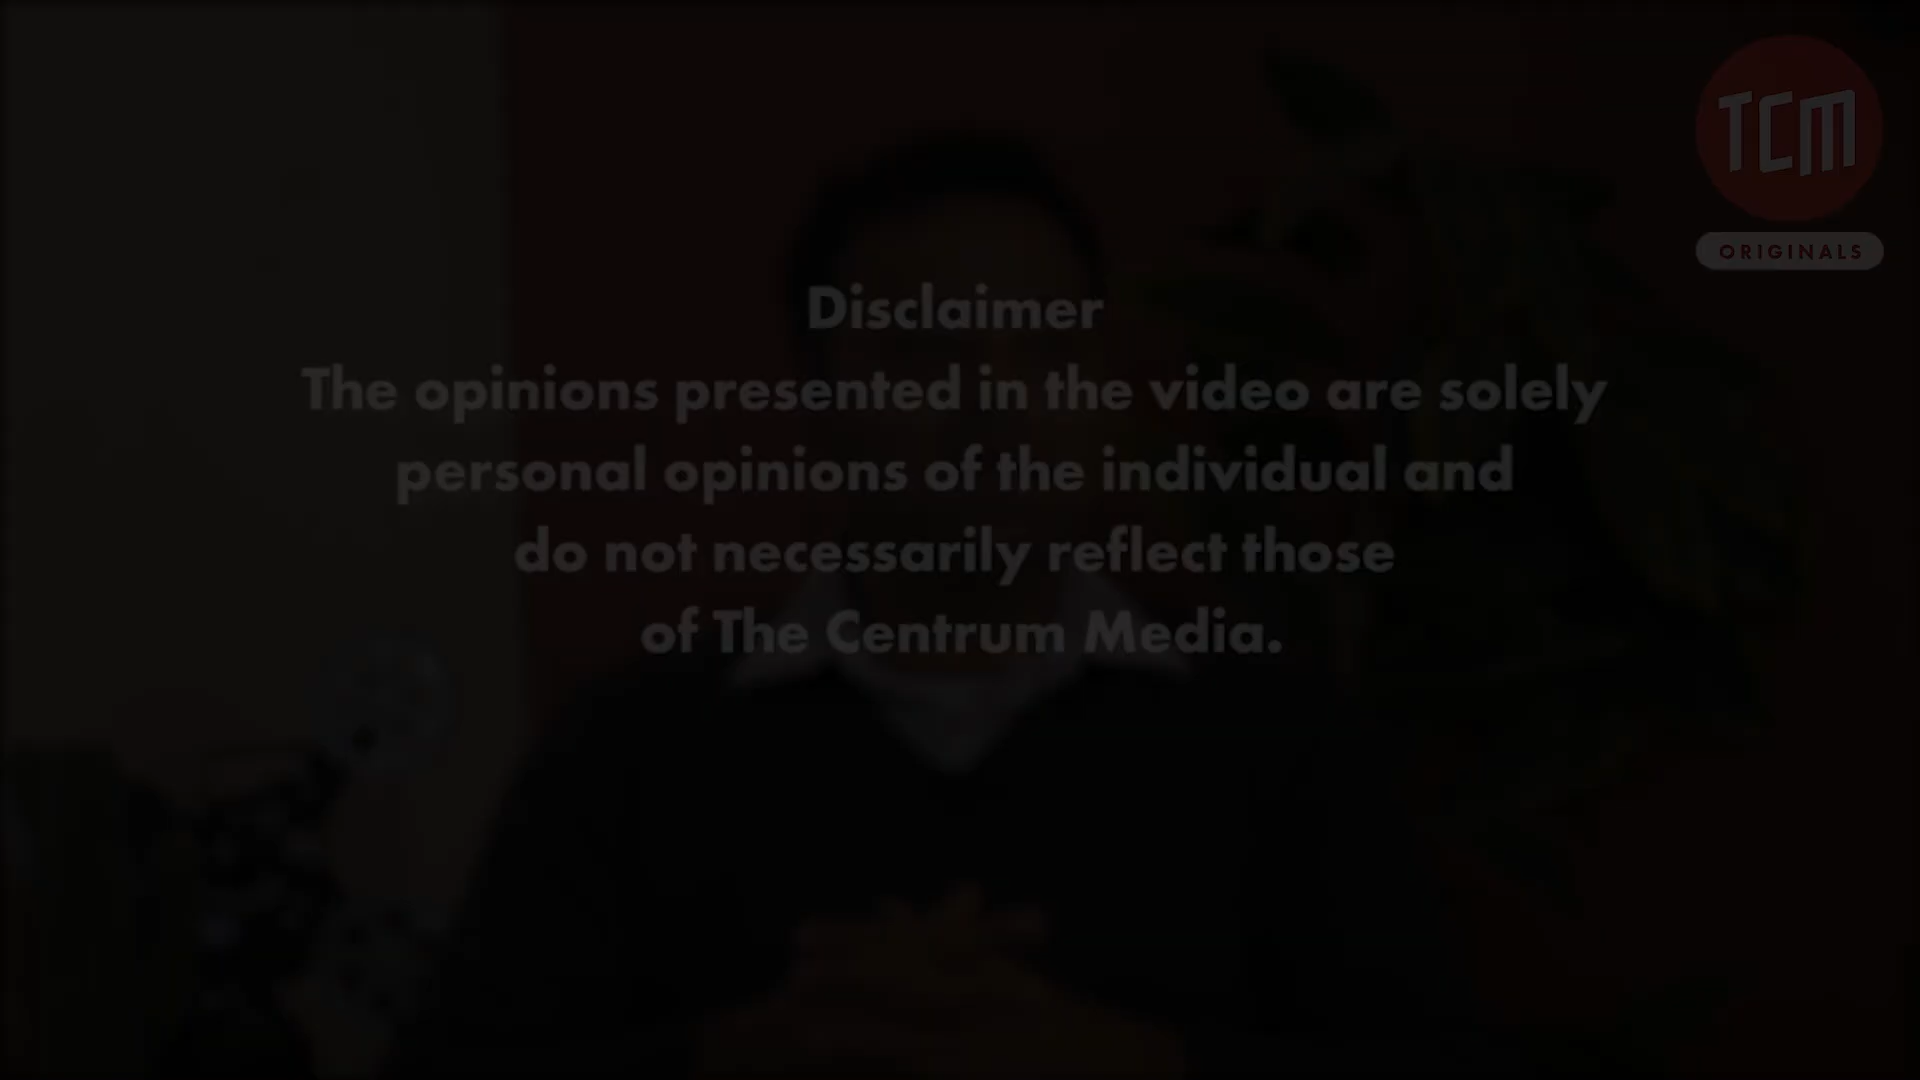 TCM
ORIGINALS
Disclaimer
The opinions presented in the video are solely
personal opinions of the individual and
do not necessarily reflect those
of The Centrum Media.